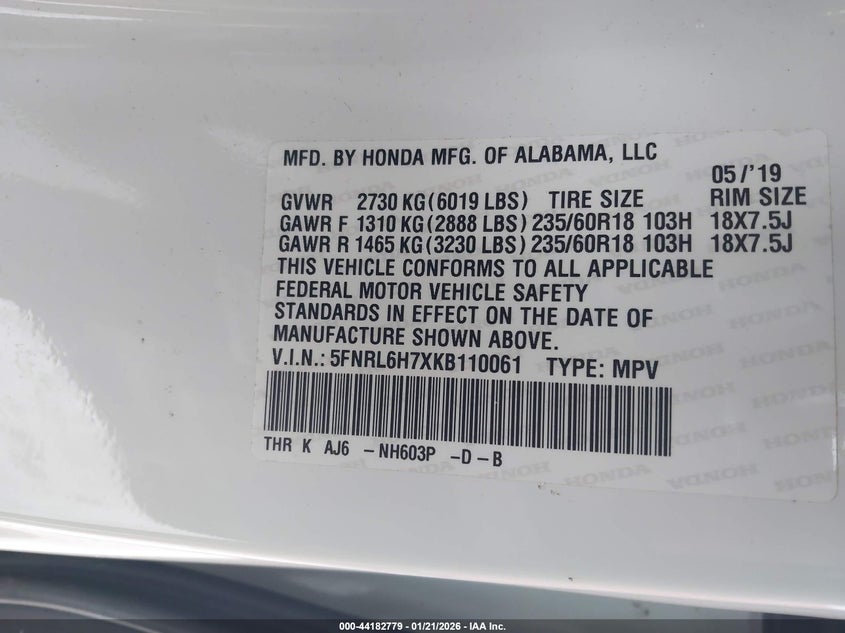 MFD. BY HONDA MFG. OF ALABAMA, LLC
05/'19
GVWR 2730 KG (6019 LBS) TIRE SIZE RIM SIZE
GAWR F 1310 KG (2888 LBS) 235/60R18 103H 18X7.5J
GAWR R 1465 KG (3230 LBS) 235/60R18 103H 18X7.5J
THIS VEHICLE CONFORMS TO ALL APPLICABLE
FEDERAL MOTOR VEHICLE SAFETY
STANDARDS IN EFFECT ON THE DATE OF
MANUFACTURE SHOWN ABOVE.
V.I.N.: 5FNRL6H7XKB110061 TYPE: MPV
THR K AJ6 -NH603P -D-B
000-44182779 - 01/21/2026 - IAA Inc.